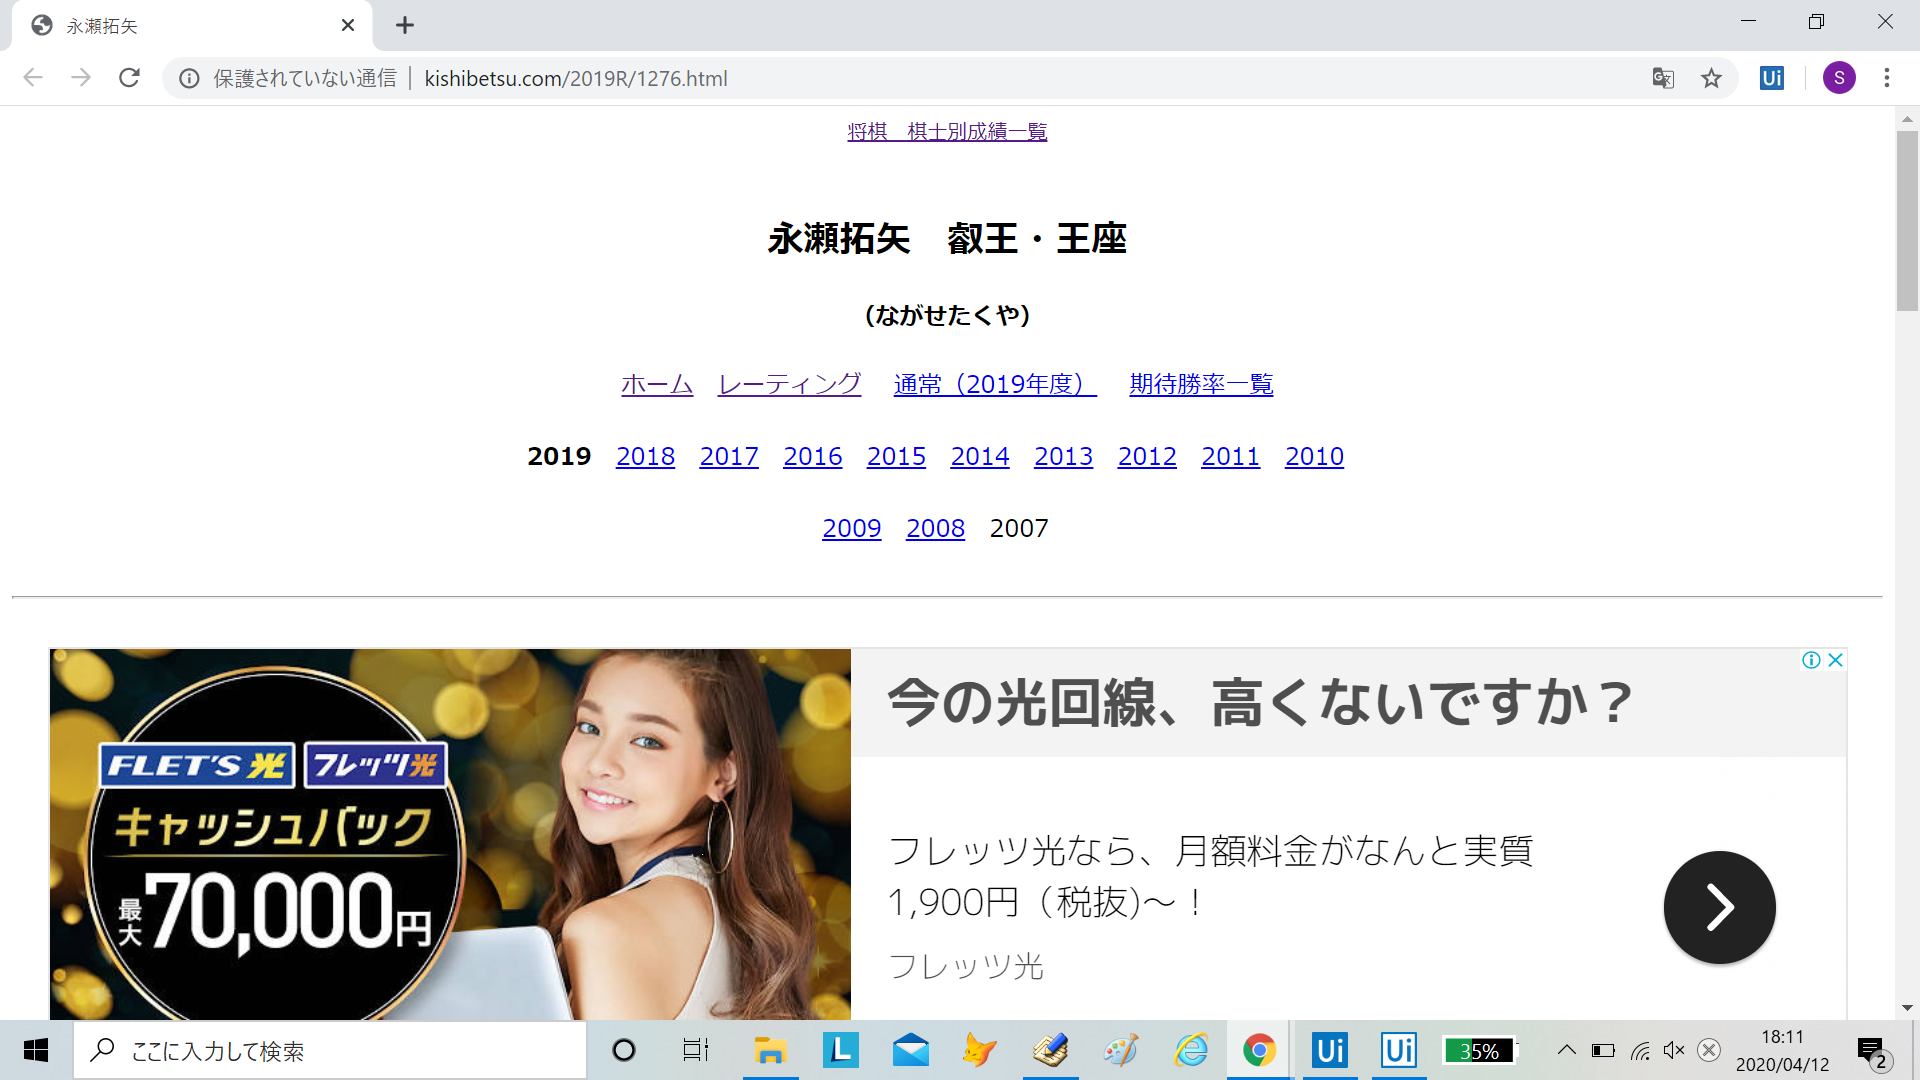 永瀬拓矢
保護されていない通信 | kishibetsu.com/2019R/1276.html
Ui
S
将棋　棋士別成績一覧
永瀬拓矢　叡王・王座
（ながせたくや）
ホーム　レーティング　通常（2019年度）　期待勝率一覧
2019 2018 2017 2016 2015 2014 2013 2012 2011 2010
2009 2008 2007
FLET'S光 フレッツ光
キャッシュバック
最大70,000円
今の光回線、高くないですか？
フレッツ光なら、月額料金がなんと実質
1,900円（税抜)～！
フレッツ光
ここに入力して検索
L
Ui
Ui
35%
18:11
2020/04/12
2